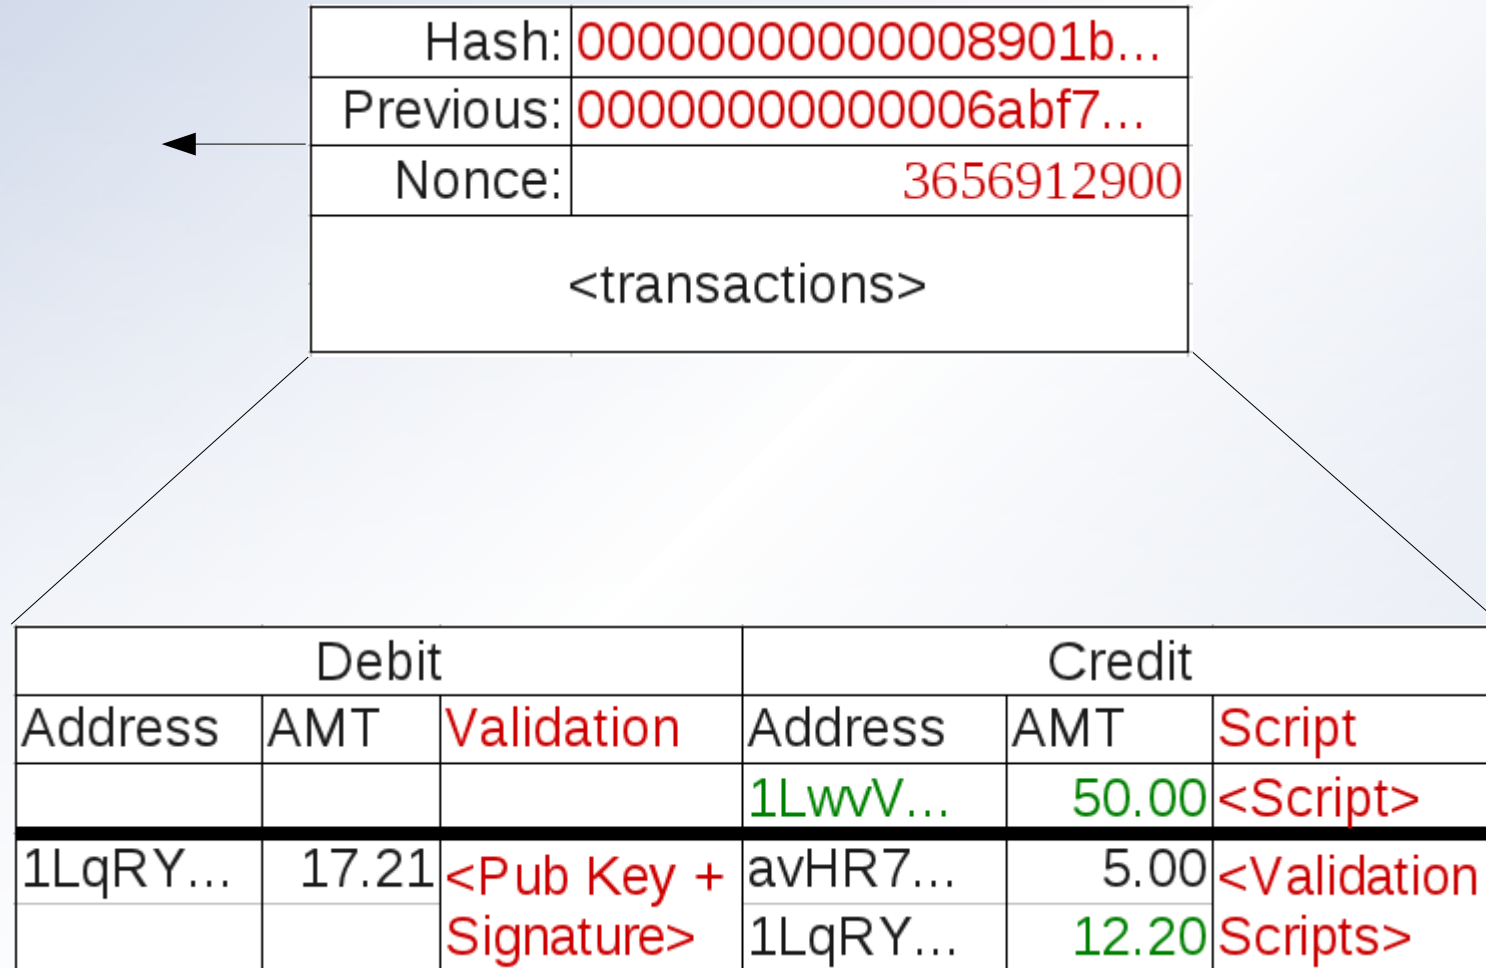 Hash: 00000000000008901b...
Previous: 00000000000006abf7...
Nonce: 3656912900
<transactions>
Debit Credit
Address AMT Validation Address AMT Script
1LwvV... 50.00 <Script>
1LqRY... 17.21 <Pub Key + avHR7... 5.00 <Validation
Signature> 1LqRY... 12.20 Scripts>